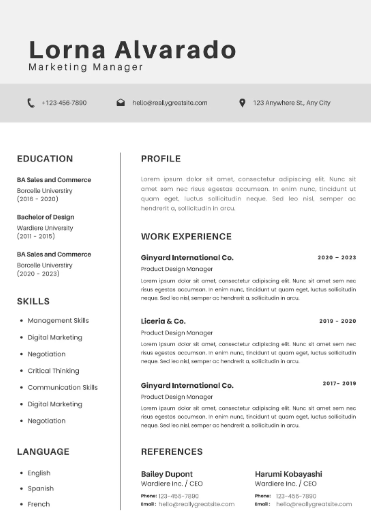 Lorna Alvarado
Marketing Manager
+123-456-7890
hello@reallygreatsite.com
123 Anywhere St., Any City
EDUCATION
BA Sales and Commerce
Borcelle Universtiry
(2016 - 2020)
Bachelor of Design
Wardiere University
(2011 - 2015)
BA Sales and Commerce
Borcelle Universtiry
(2020 - 2023)
SKILLS
Management Skills
Digital Marketing
Negotiation
Critical Thinking
Communication Skills
Digital Marketing
Negotiation
LANGUAGE
English
Spanish
French
PROFILE
Lorem ipsum dolor sit amet, consectetur adipiscing elit. Nunc sit
amet sem nec risus egestas accumsan. In enim nunc, tincidunt ut
quam eget, luctus sollicitudin neque. Sed leo nisl, semper ac
hendrerit a, sollicitudin in arcu.
WORK EXPERIENCE
Ginyard International Co.
2020 - 2023
Product Design Manager
Lorem ipsum dolor sit amet, consectetur adipiscing elit. Nunc sit amet sem nec
risus egestas accumsan. In enim nunc, tincidunt ut quam eget, luctus sollicitudin
neque. Sed leo nisl, semper ac hendrerit a, sollicitudin in arcu.
Liceria & Co.
2019 - 2020
Product Design Manager
Lorem ipsum dolor sit amet, consectetur adipiscing elit. Nunc sit amet sem nec
risus egestas accumsan. In enim nunc, tincidunt ut quam eget, luctus sollicitudin
neque. Sed leo nisl, semper ac hendrerit a, sollicitudin in arcu.
Ginyard International Co.
2017- 2019
Product Design Manager
Lorem ipsum dolor sit amet, consectetur adipiscing elit. Nunc sit amet sem nec
risus egestas accumsan. In enim nunc, tincidunt ut quam eget, luctus sollicitudin
neque. Sed leo nisl, semper ac hendrerit a, sollicitudin in arcu.
REFERENCES
Bailey Dupont
Wardiere Inc. / CEO
Phone: 123-456-7890
Email: hello@reallygreatsite.com
Harumi Kobayashi
Wardiere Inc. / CEO
Phone: 123-456-7890
Email: hello@reallygreatsite.com